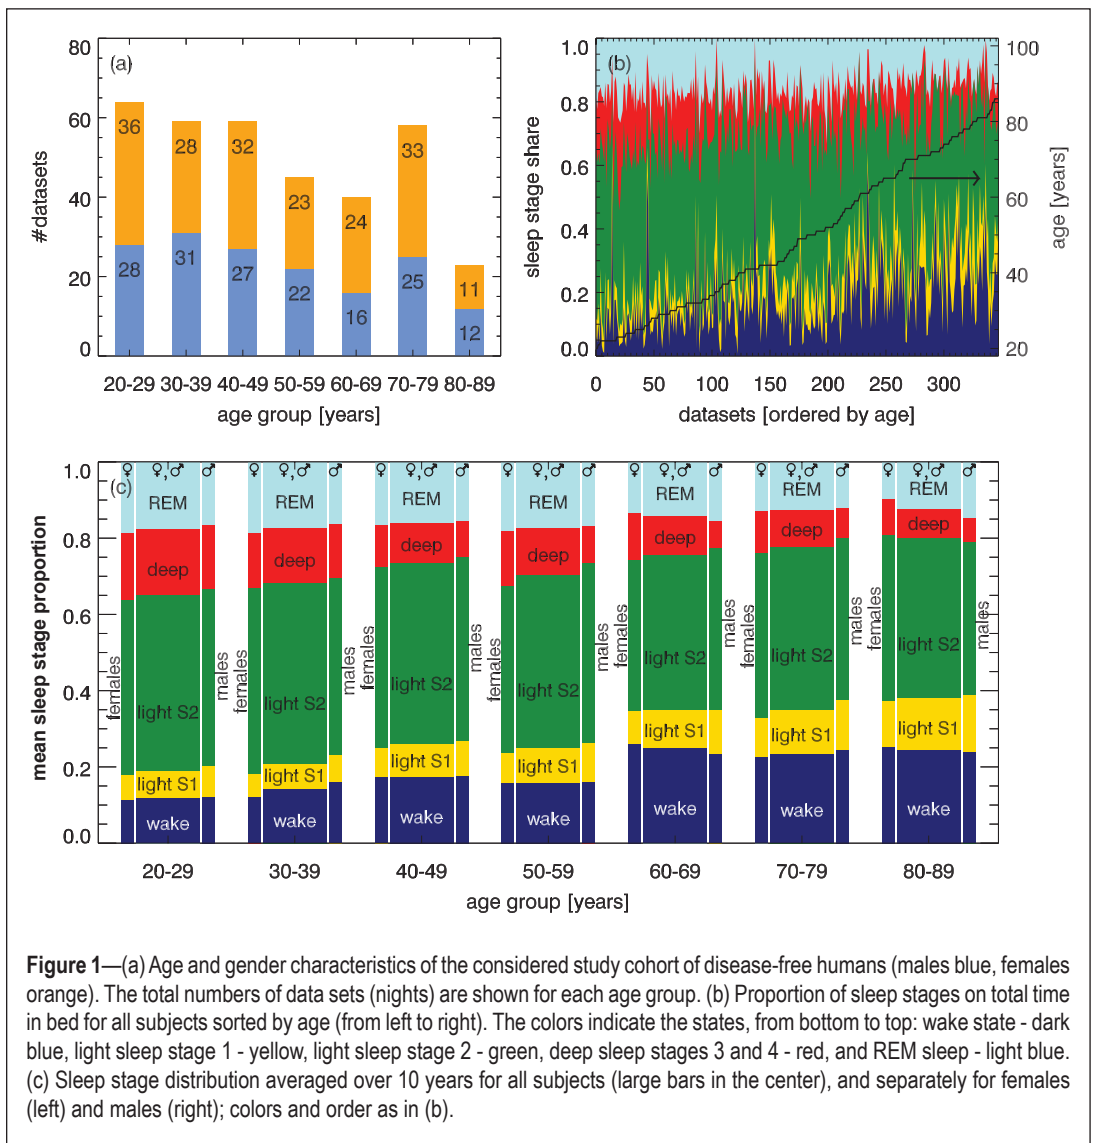 80
60
40
20
0
#datasets
(a)
36
28
32
23
24
33
11
28
31
27
22
16
25
12
20-29 30-39 40-49 50-59 60-69 70-79 80-89
age group [years]
1.0
0.8
0.6
0.4
0.2
0.0
sleep stage share
(b)
100
80
60
40
20
age [years]
0 50 100 150 200 250 300
datasets [ordered by age]
1.0
0.8
0.6
0.4
0.2
0.0
mean sleep stage proportion
(c)
♀ ♀,♂ ♂ ♀ ♀,♂ ♂ ♀ ♀,♂ ♂ ♀ ♀,♂ ♂ ♀ ♀,♂ ♂ ♀ ♀,♂ ♂ ♀ ♀,♂ ♂
REM REM REM REM REM REM REM
deep deep deep deep deep deep deep
females males females males females males females males females males females males females males
light S2 light S2 light S2 light S2 light S2 light S2 light S2
light S1 light S1 light S1 light S1 light S1 light S1 light S1
wake wake wake wake wake wake wake
20-29 30-39 40-49 50-59 60-69 70-79 80-89
age group [years]
Figure 1—(a) Age and gender characteristics of the considered study cohort of disease-free humans (males blue, females
orange). The total numbers of data sets (nights) are shown for each age group. (b) Proportion of sleep stages on total time
in bed for all subjects sorted by age (from left to right). The colors indicate the states, from bottom to top: wake state - dark
blue, light sleep stage 1 - yellow, light sleep stage 2 - green, deep sleep stages 3 and 4 - red, and REM sleep - light blue.
(c) Sleep stage distribution averaged over 10 years for all subjects (large bars in the center), and separately for females
(left) and males (right); colors and order as in (b).